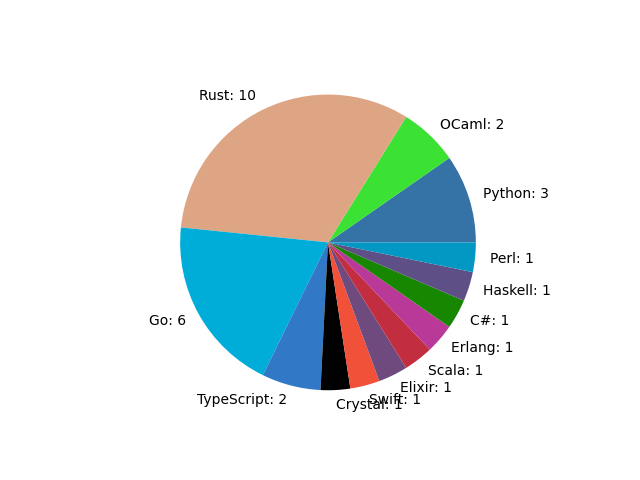 Rust: 10
OCaml: 2
Python: 3
Perl: 1
Haskell: 1
C#: 1
Erlang: 1
Scala: 1
Elixir: 1
Swift: 1
Crystal: 1
TypeScript: 2
Go: 6